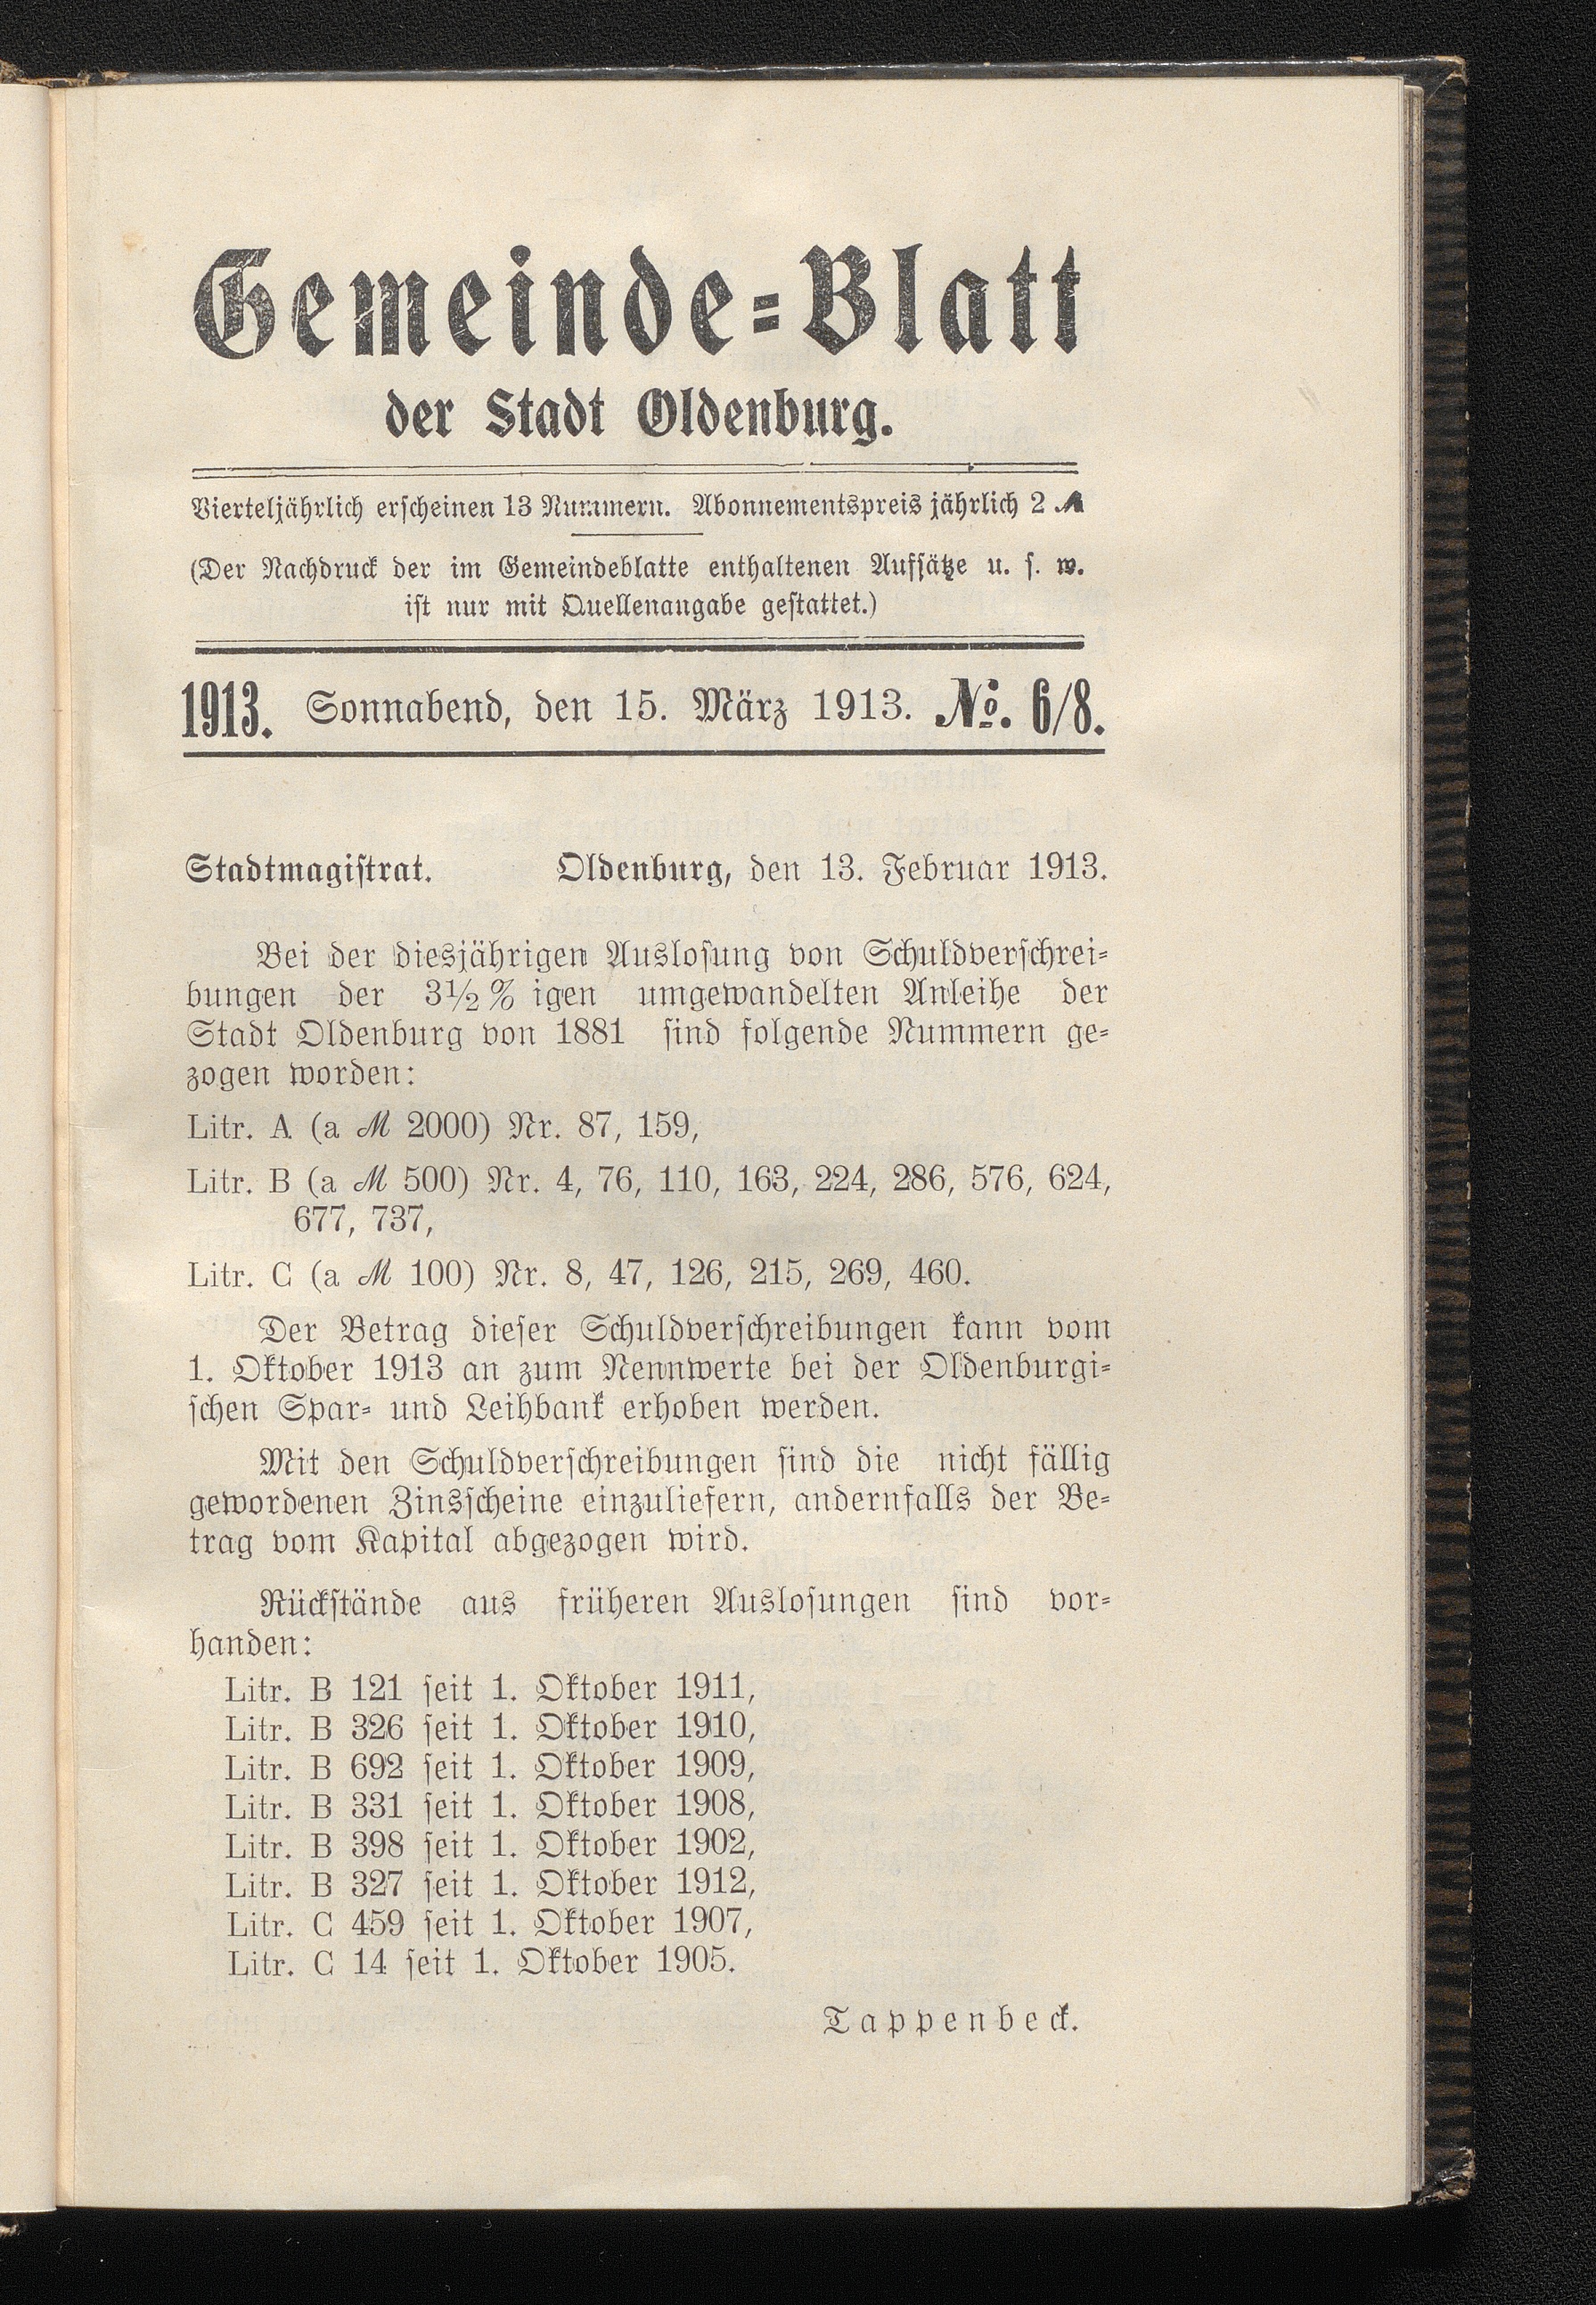 Gemeinde=Blatt
der Stadt Oldenburg.
Vierteljährlich erscheinen 13 Nummern. Abonnementspreis jährlich 2 ℳ
(Der Nachdruck der im Gemeindeblatte enthaltenen Aufsätze u. s. w.
ist nur mit Quellenangabe gestattet.)
1913. Sonnabend, den 15. März 1913. No. 6/8.
Stadtmagistrat. Oldenburg, den 13. Februar 1913.
Bei der diesjährigen Auslosung von Schuldverschrei=
bungen der 3½ % igen umgewandelten Anleihe der
Stadt Oldenburg von 1881 sind folgende Nummern ge=
zogen worden:
Litr. A (a ℳ 2000) Nr. 87, 159,
Litr. B (a ℳ 500) Nr. 4, 76, 110, 163, 224, 286, 576, 624,
677, 737,
Litr. C (a ℳ 100) Nr. 8, 47, 126, 215, 269, 460.
Der Betrag dieser Schuldverschreibungen kann vom
1. Oktober 1913 an zum Nennwerte bei der Oldenburgi=
schen Spar= und Leihbank erhoben werden.
Mit den Schuldverschreibungen sind die nicht fällig
gewordenen Zinsscheine einzuliefern, andernfalls der Be=
trag vom Kapital abgezogen wird.
Rückstände aus früheren Auslosungen sind vor=
handen:
Litr. B 121 seit 1. Oktober 1911,
Litr. B 326 seit 1. Oktober 1910,
Litr. B 692 seit 1. Oktober 1909,
Litr. B 331 seit 1. Oktober 1908,
Litr. B 398 seit 1. Oktober 1902,
Litr. B 327 seit 1. Oktober 1912,
Litr. C 459 seit 1. Oktober 1907,
Litr. C 14 seit 1. Oktober 1905.
Tappenbeck.